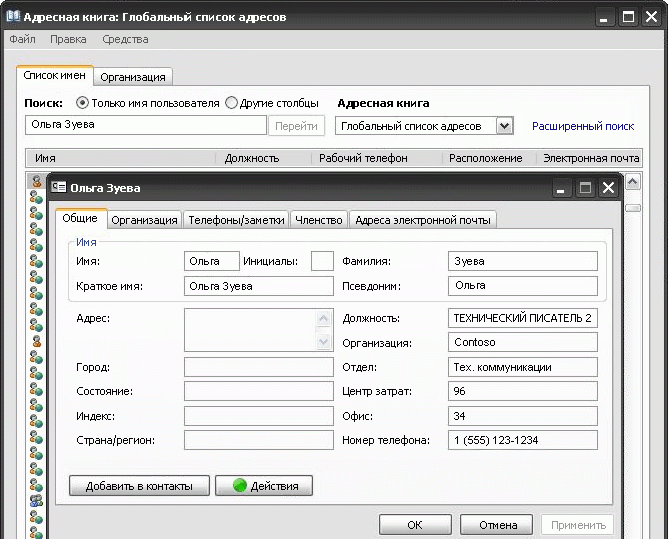 Адресная книга: Глобальный список адресов
Файл Правка Средства
Список имен Организация
Поиск: Только имя пользователя Другие столбцы Адресная книга
Ольга Зуева Перейти Глобальный список адресов Расширенный поиск
Имя Должность Рабочий телефон Расположение Электронная почта
Ольга Зуева
Общие Организация Телефоны/заметки Членство Адреса электронной почты
Имя
Имя: Ольга Инициалы: Фамилия: Зуева
Краткое имя: Ольга Зуева Псевдоним: Ольга
Адрес: Должность: ТЕХНИЧЕСКИЙ ПИСАТЕЛЬ 2
Организация: Contoso
Город: Отдел: Тех. коммуникации
Состояние: Центр затрат: 96
Индекс: Офис: 34
Страна/регион: Номер телефона: 1 (555) 123-1234
Добавить в контакты Действия
ОК Отмена Применить